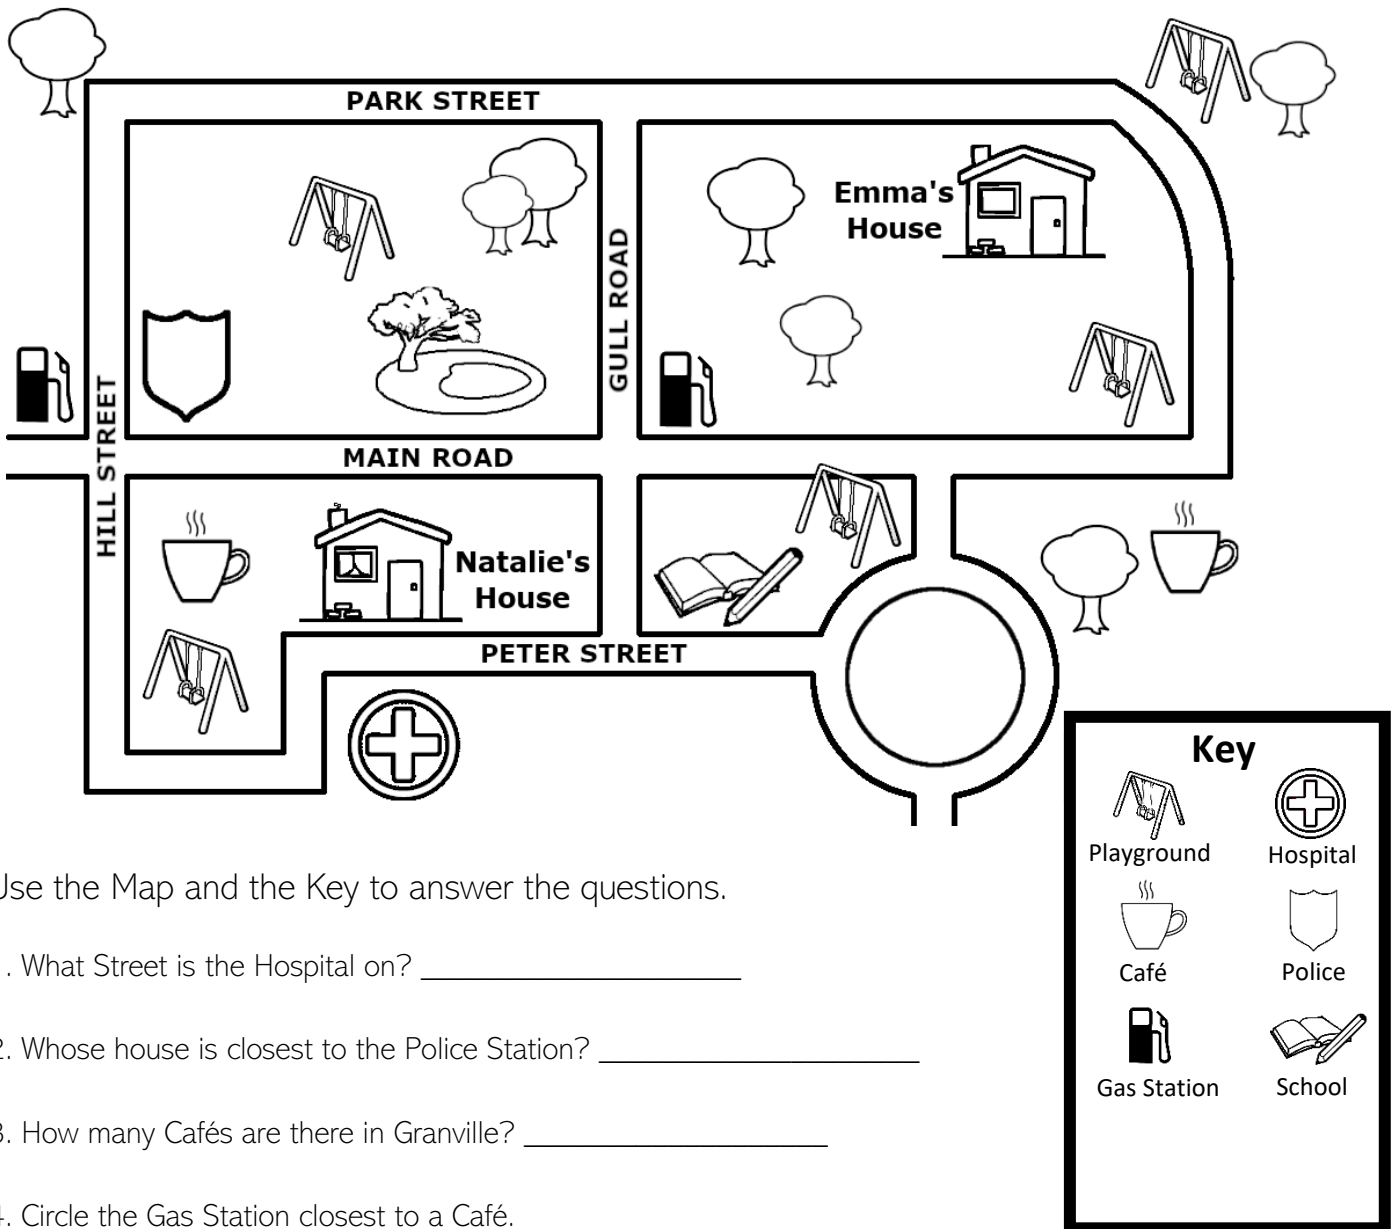 PARK STREET
Emma's
House
GULL ROAD
HILL STREET
MAIN ROAD
Natalie's
House
PETER STREET
Key
Playground Hospital
Café Police
Gas Station School
Use the Map and the Key to answer the questions.
. What Street is the Hospital on? ____________________
2. Whose house is closest to the Police Station? ____________________
3. How many Cafés are there in Granville? ___________________
4. Circle the Gas Station closest to a Café.